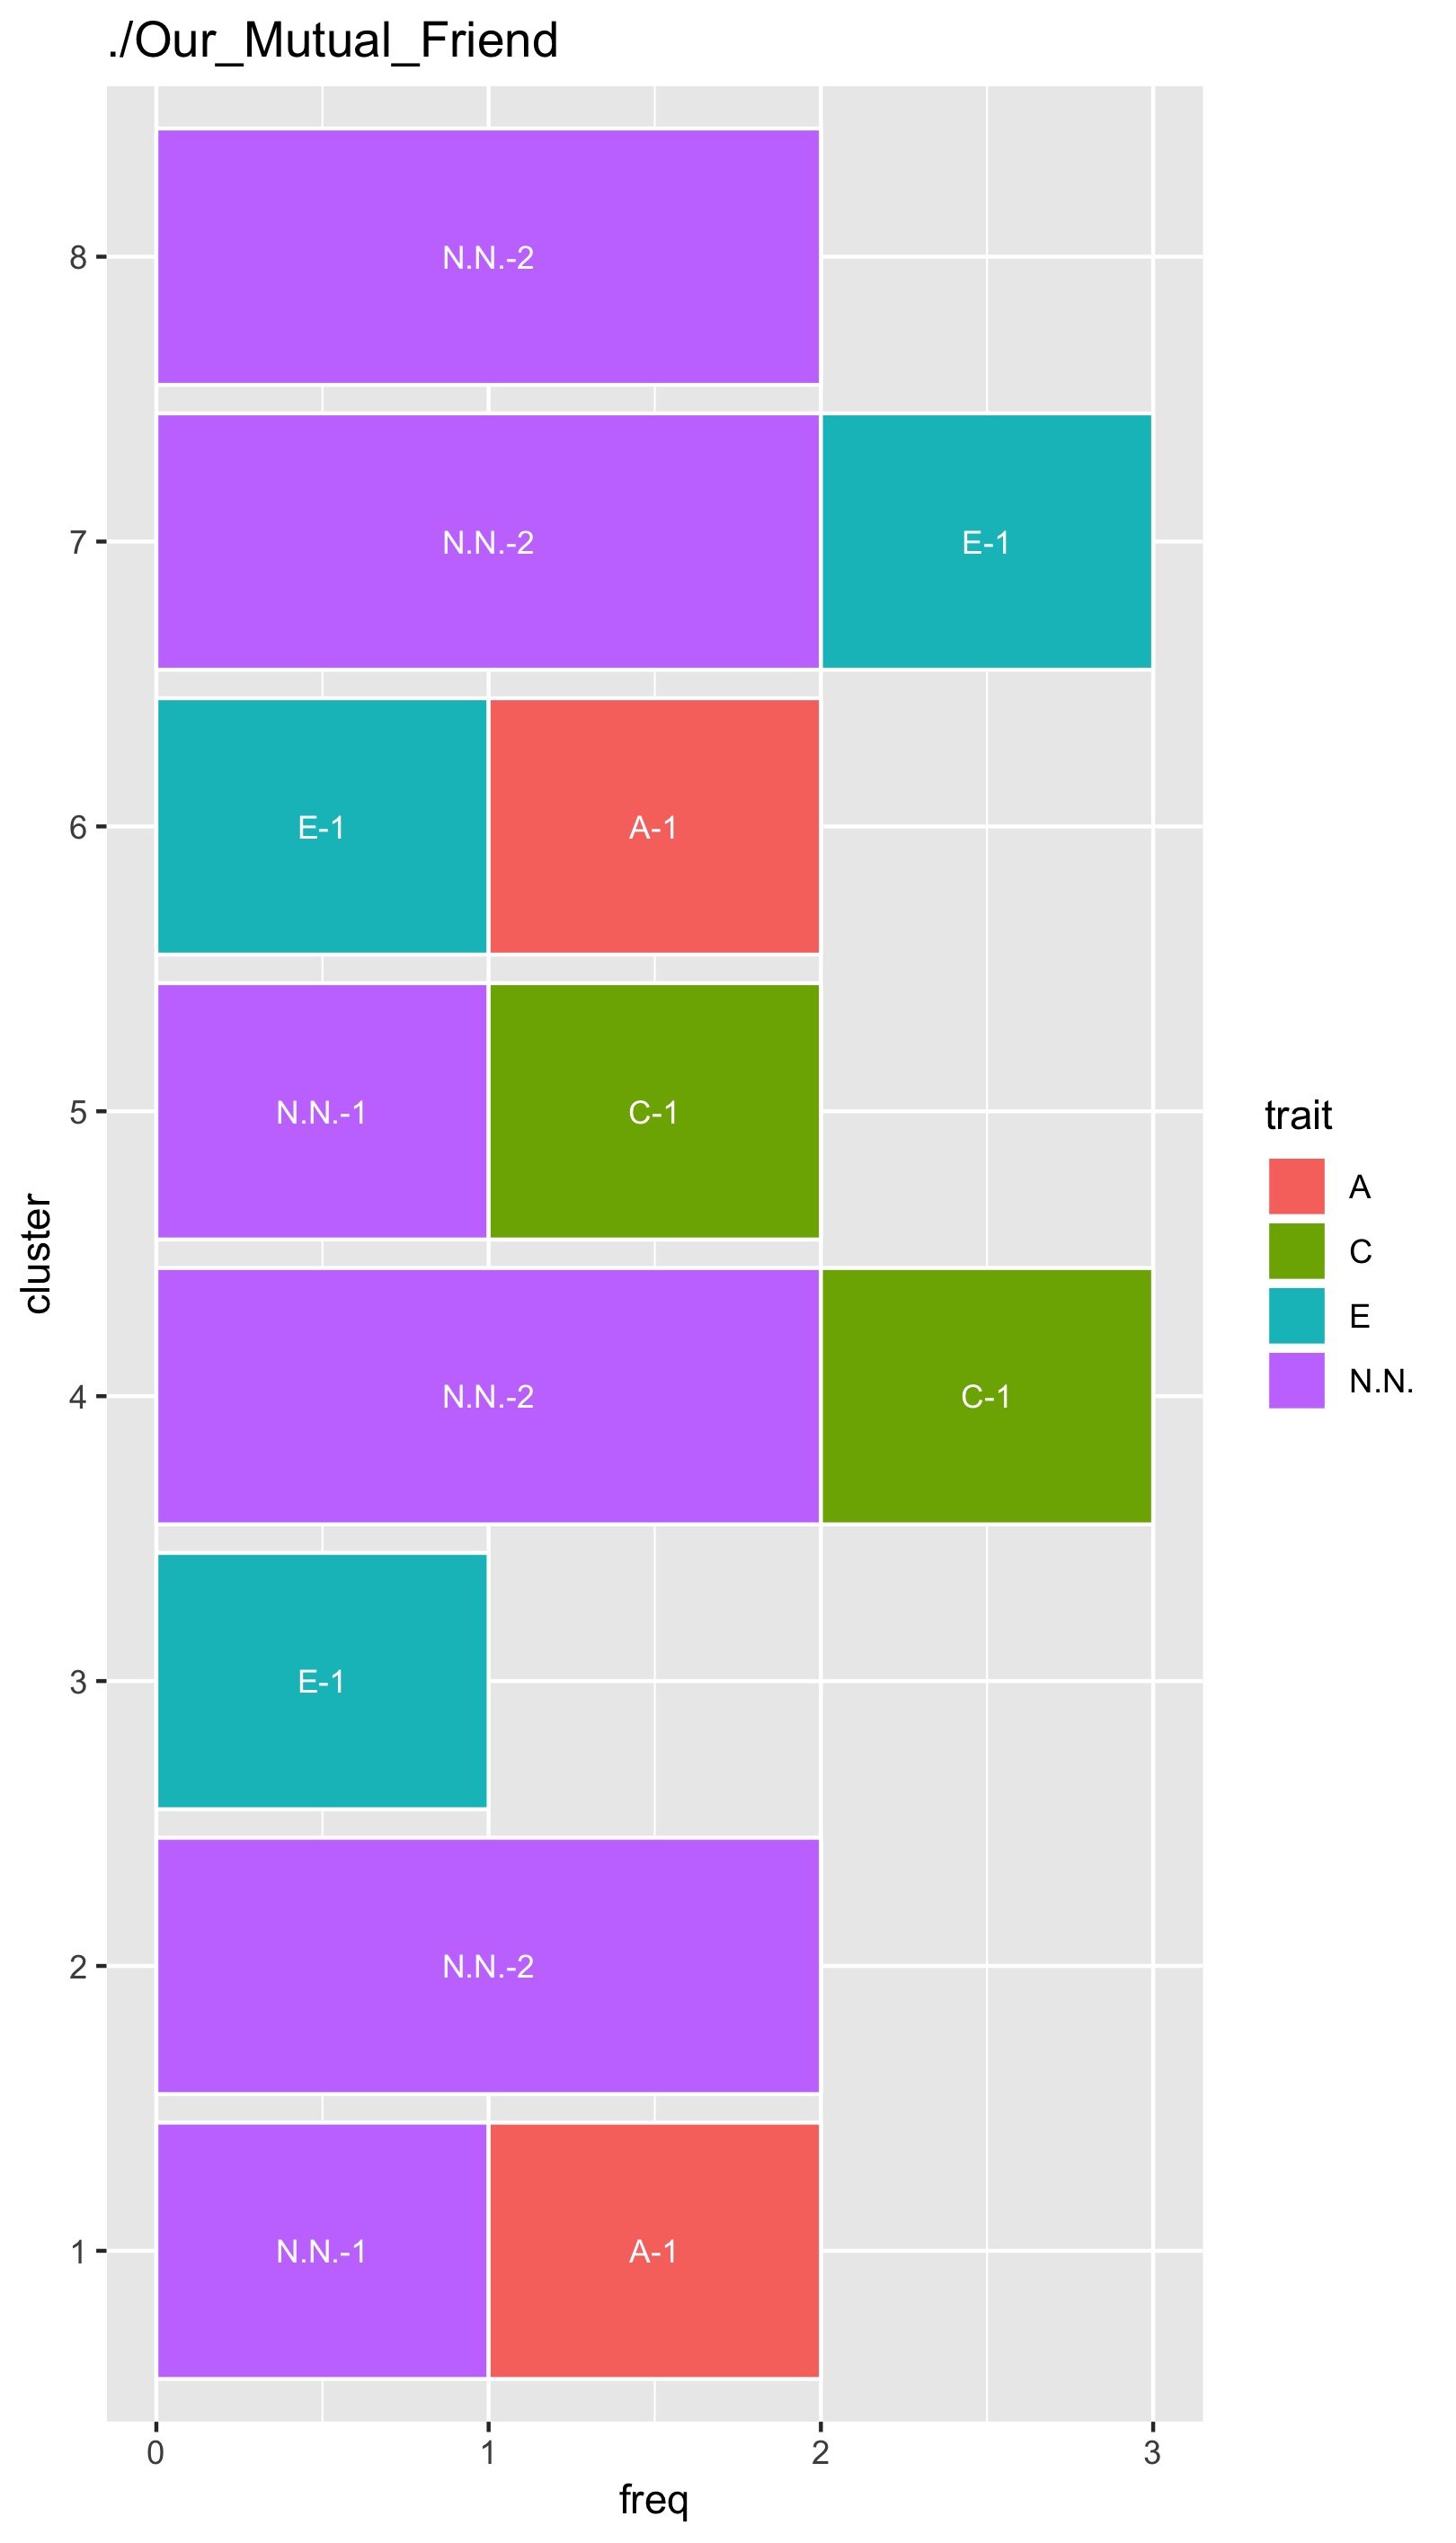 ./Our_Mutual_Friend
8
N.N.-2
7
N.N.-2 E-1
6
E-1 A-1
5
N.N.-1 C-1
4
N.N.-2 C-1
3
E-1
2
N.N.-2
1
N.N.-1 A-1
0 1 2 3
freq
cluster
trait
A
C
E
N.N.